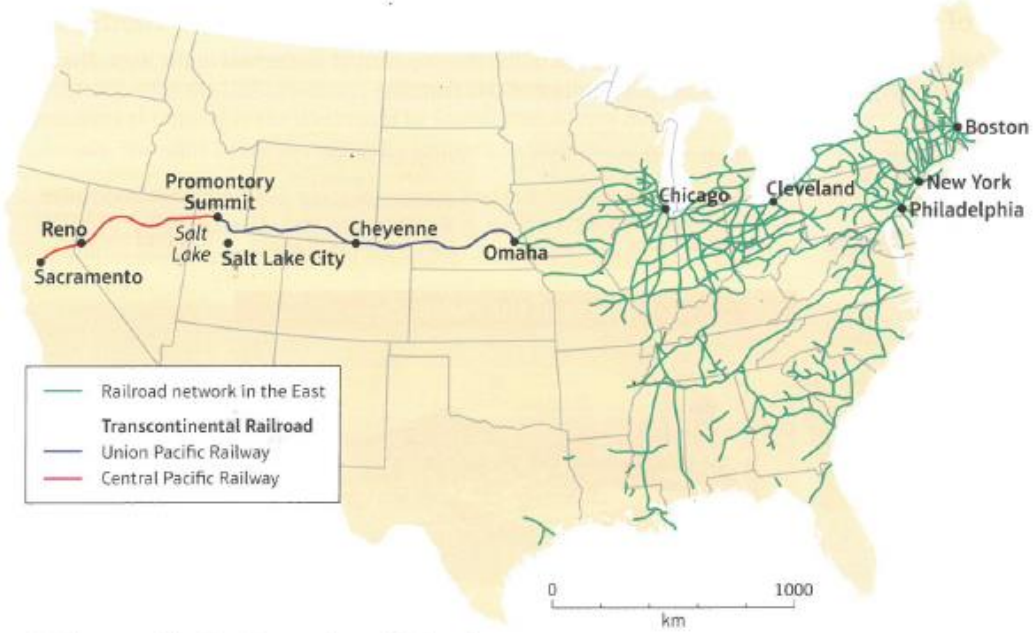 Boston
Promontory
Summit
Chicago
Cleveland
New York
Philadelphia
Reno
Salt
Lake
Cheyenne
Omaha
Salt Lake City
Sacramento
Railroad network in the East
Transcontinental Railroad
Union Pacific Railway
Central Pacific Railway
0 1000
km